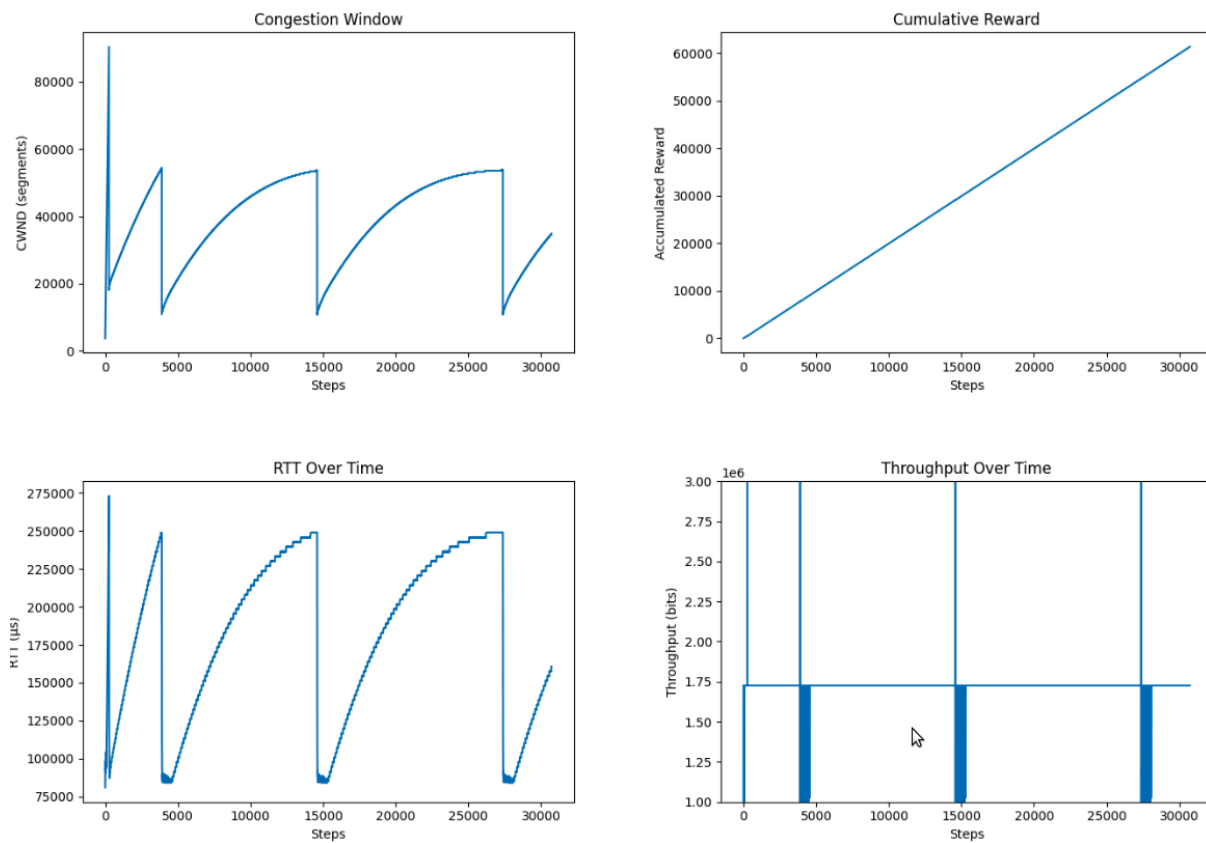 Congestion Window
80000
60000
40000
20000
0
CWND (segments)
0 5000 10000 15000 20000 25000 30000
Steps
Cumulative Reward
60000
50000
40000
30000
20000
10000
0
Accumulated Reward
0 5000 10000 15000 20000 25000 30000
Steps
RTT Over Time
275000
250000
225000
200000
175000
150000
125000
100000
75000
RTT (µs)
0 5000 10000 15000 20000 25000 30000
Steps
Throughput Over Time
1e6
3.00
2.75
2.50
2.25
2.00
1.75
1.50
1.25
1.00
Throughput (bits)
0 5000 10000 15000 20000 25000 30000
Steps